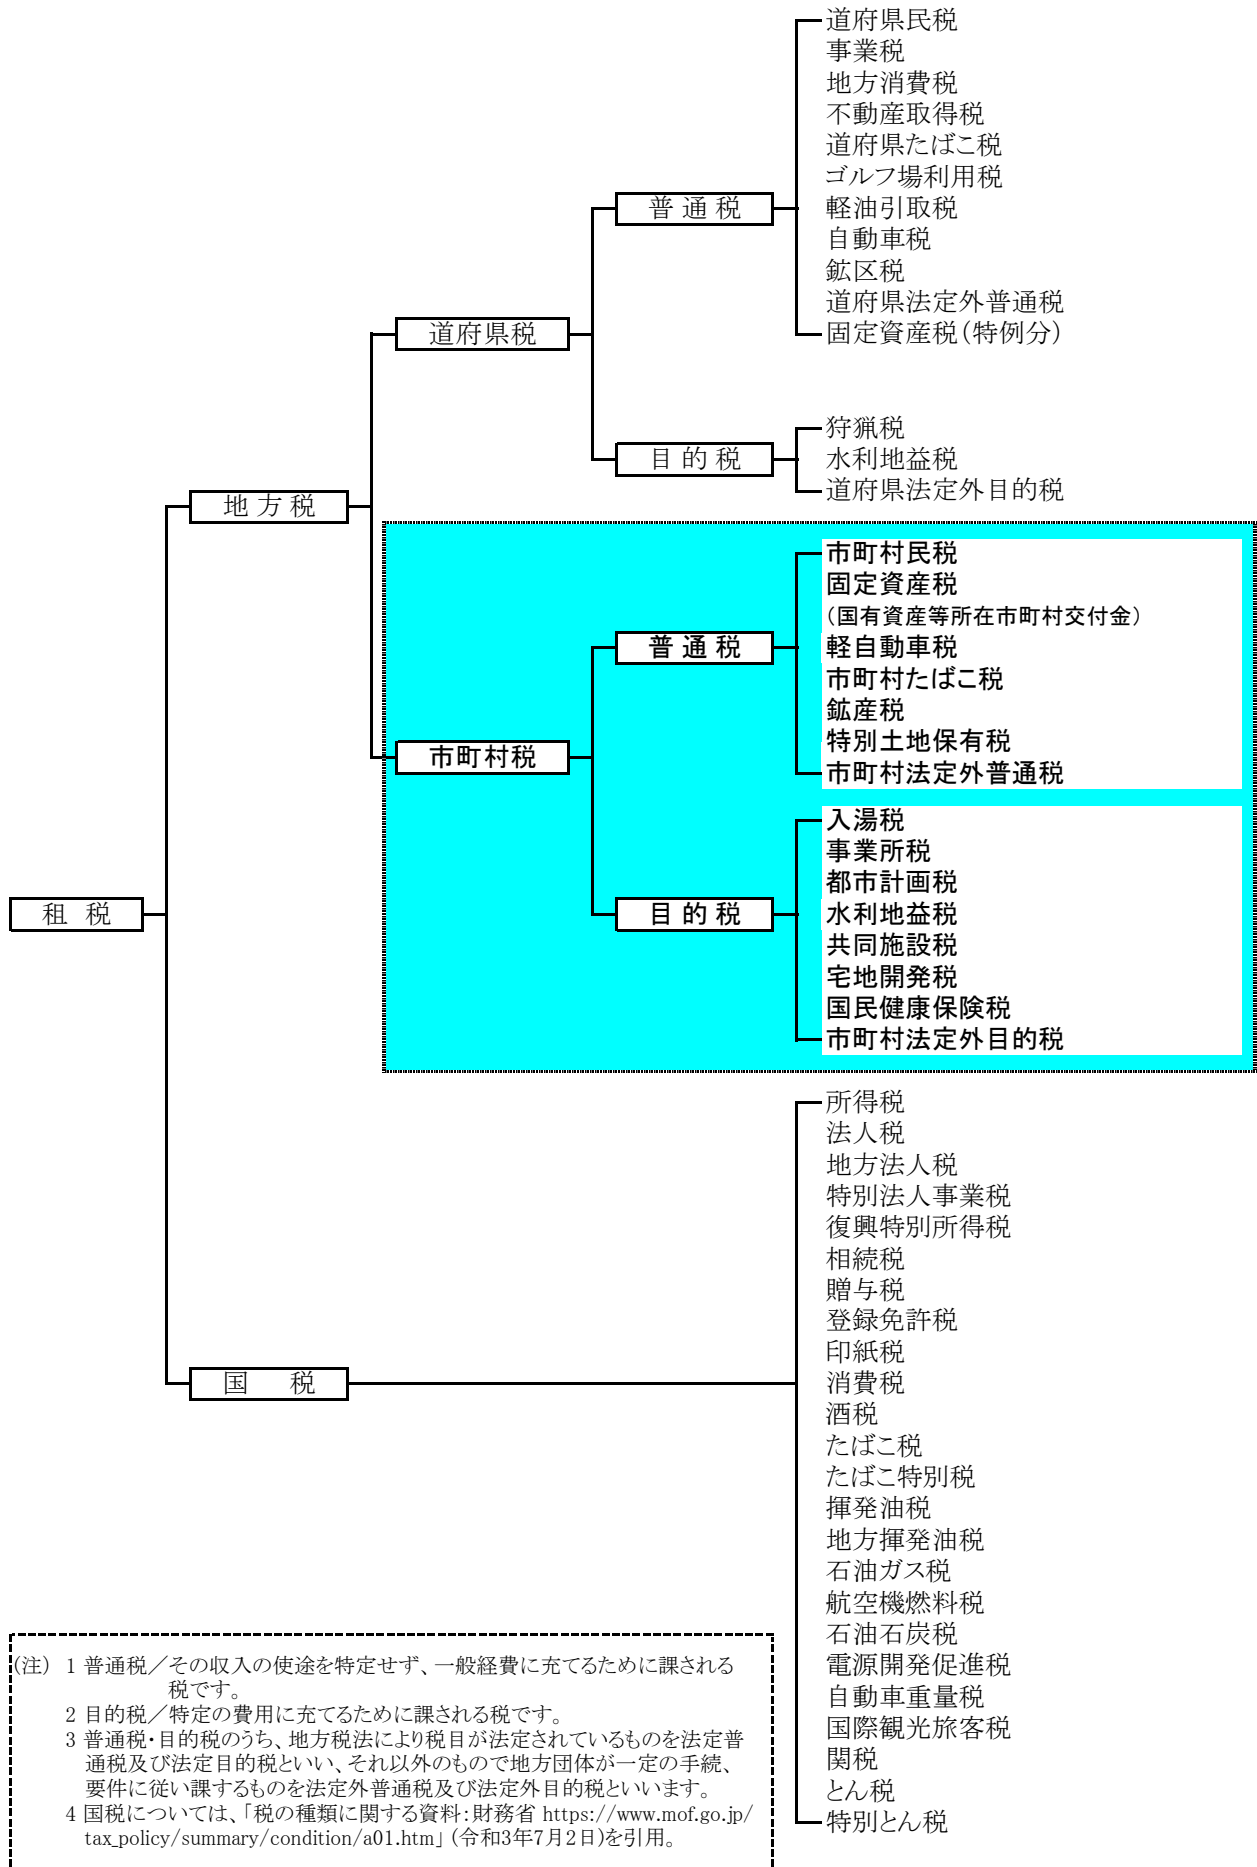 道府県民税
事業税
地方消費税
不動産取得税
道府県たばこ税
ゴルフ場利用税
普 通 税
軽油引取税
自動車税
鉱区税
道府県法定外普通税
道府県税
固定資産税(特例分)
狩猟税
目 的 税
水利地益税
道府県法定外目的税
地 方 税
市町村民税
固定資産税
(国有資産等所在市町村交付金)
普 通 税
軽自動車税
市町村たばこ税
鉱産税
特別土地保有税
市町村税
市町村法定外普通税
入湯税
事業所税
都市計画税
租 税
目 的 税
水利地益税
共同施設税
宅地開発税
国民健康保険税
市町村法定外目的税
所得税
法人税
地方法人税
特別法人事業税
復興特別所得税
相続税
贈与税
登録免許税
印紙税
国 税
消費税
酒税
たばこ税
たばこ特別税
揮発油税
地方揮発油税
石油ガス税
航空機燃料税
石油石炭税
電源開発促進税
自動車重量税
国際観光旅客税
関税
とん税
特別とん税
(注) 1 普通税/その収入の使途を特定せず、一般経費に充てるために課される
税です。
2 目的税/特定の費用に充てるために課される税です。
3 普通税・目的税のうち、地方税法により税目が法定されているものを法定普
通税及び法定目的税といい、それ以外のもので地方団体が一定の手続、
要件に従い課するものを法定外普通税及び法定外目的税といいます。
4 国税については、「税の種類に関する資料:財務省 https://www.mof.go.jp/
tax_policy/summary/condition/a01.htm」(令和3年7月2日)を引用。